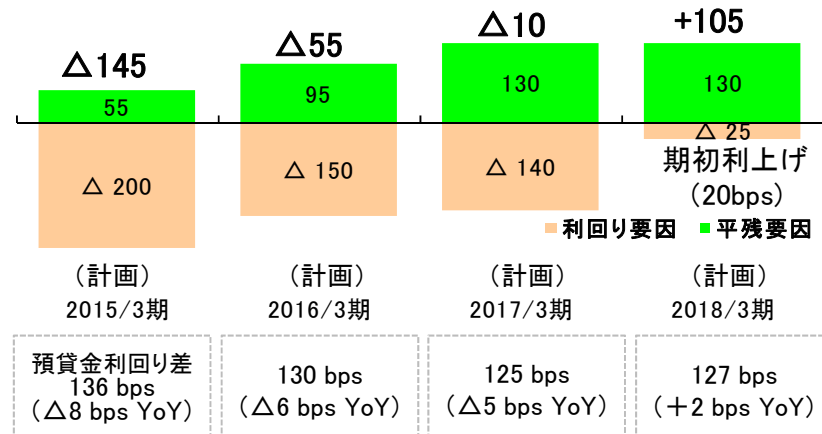 △145
△55
△10
+105
55
95
130
130
△ 200
△ 150
△ 140
△ 25
期初利上げ
(20bps)
■利回り要因 ■平残要因
(計画)
2015/3期
(計画)
2016/3期
(計画)
2017/3期
(計画)
2018/3期
預貸金利回り差
136 bps
(△8 bps YoY)
130 bps
(△6 bps YoY)
125 bps
(△5 bps YoY)
127 bps
(+2 bps YoY)